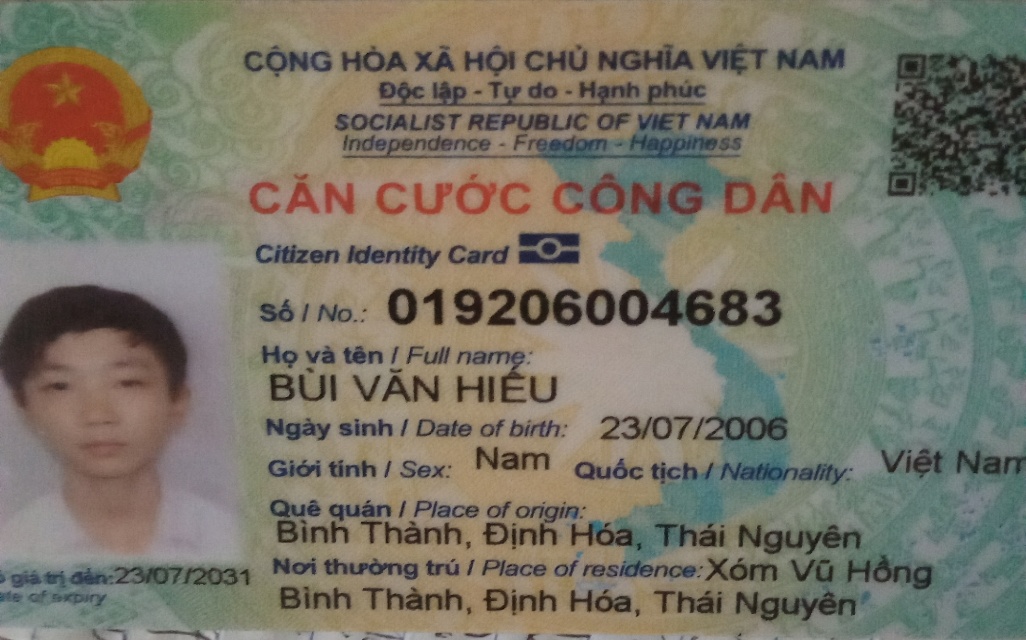 CỘNG HÒA XÃ HỘI CHỦ NGHĨA VIỆT NAM
Độc lập - Tự do - Hạnh phúc
SOCIALIST REPUBLIC OF VIET NAM
Independence - Freedom - Happiness
CĂN CƯỚC CÔNG DÂN
Citizen Identity Card
Số / No.: 019206004683
Họ và tên / Full name:
BÙI VĂN HIẾU
Ngày sinh / Date of birth: 23/07/2006
Giới tính / Sex: Nam Quốc tịch / Nationality: Việt Nam
Quê quán / Place of origin:
Bình Thành, Định Hóa, Thái Nguyên
Nơi thường trú / Place of residence: Xóm Vũ Hồng
Bình Thành, Định Hóa, Thái Nguyên
giá trị đến: 23/07/2031
of expiry